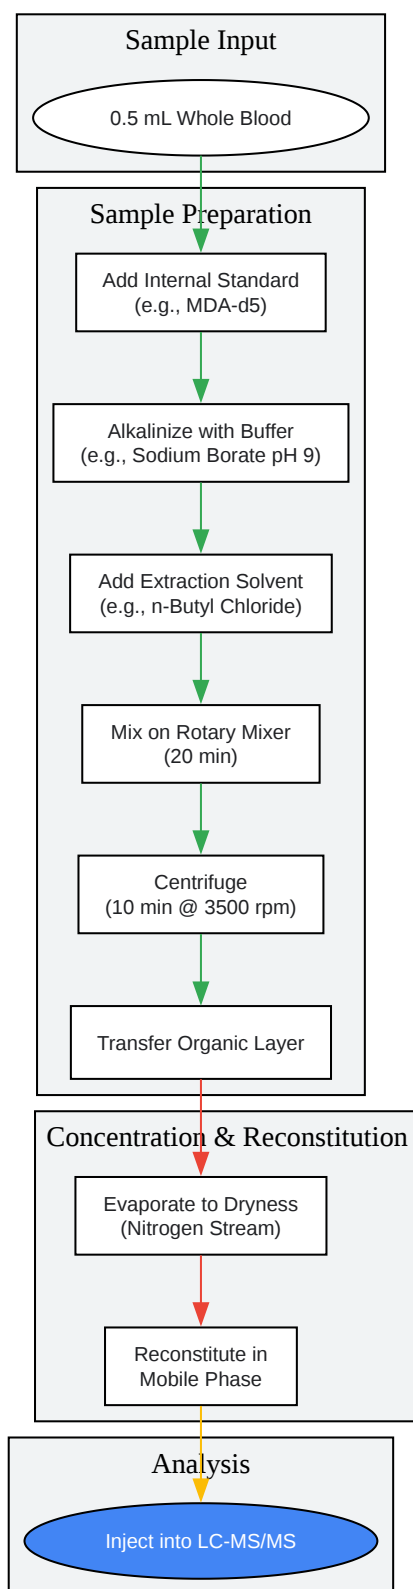 Sample Input
0.5 mL Whole Blood
Sample Preparation
Add Internal Standard
(e.g., MDA-d5)
Alkalinize with Buffer
(e.g., Sodium Borate pH 9)
Add Extraction Solvent
(e.g., n-Butyl Chloride)
Mix on Rotary Mixer
(20 min)
Centrifuge
(10 min @ 3500 rpm)
Transfer Organic Layer
Concentration & Reconstitution
Evaporate to Dryness
(Nitrogen Stream)
Reconstitute in
Mobile Phase
Analysis
Inject into LC-MS/MS